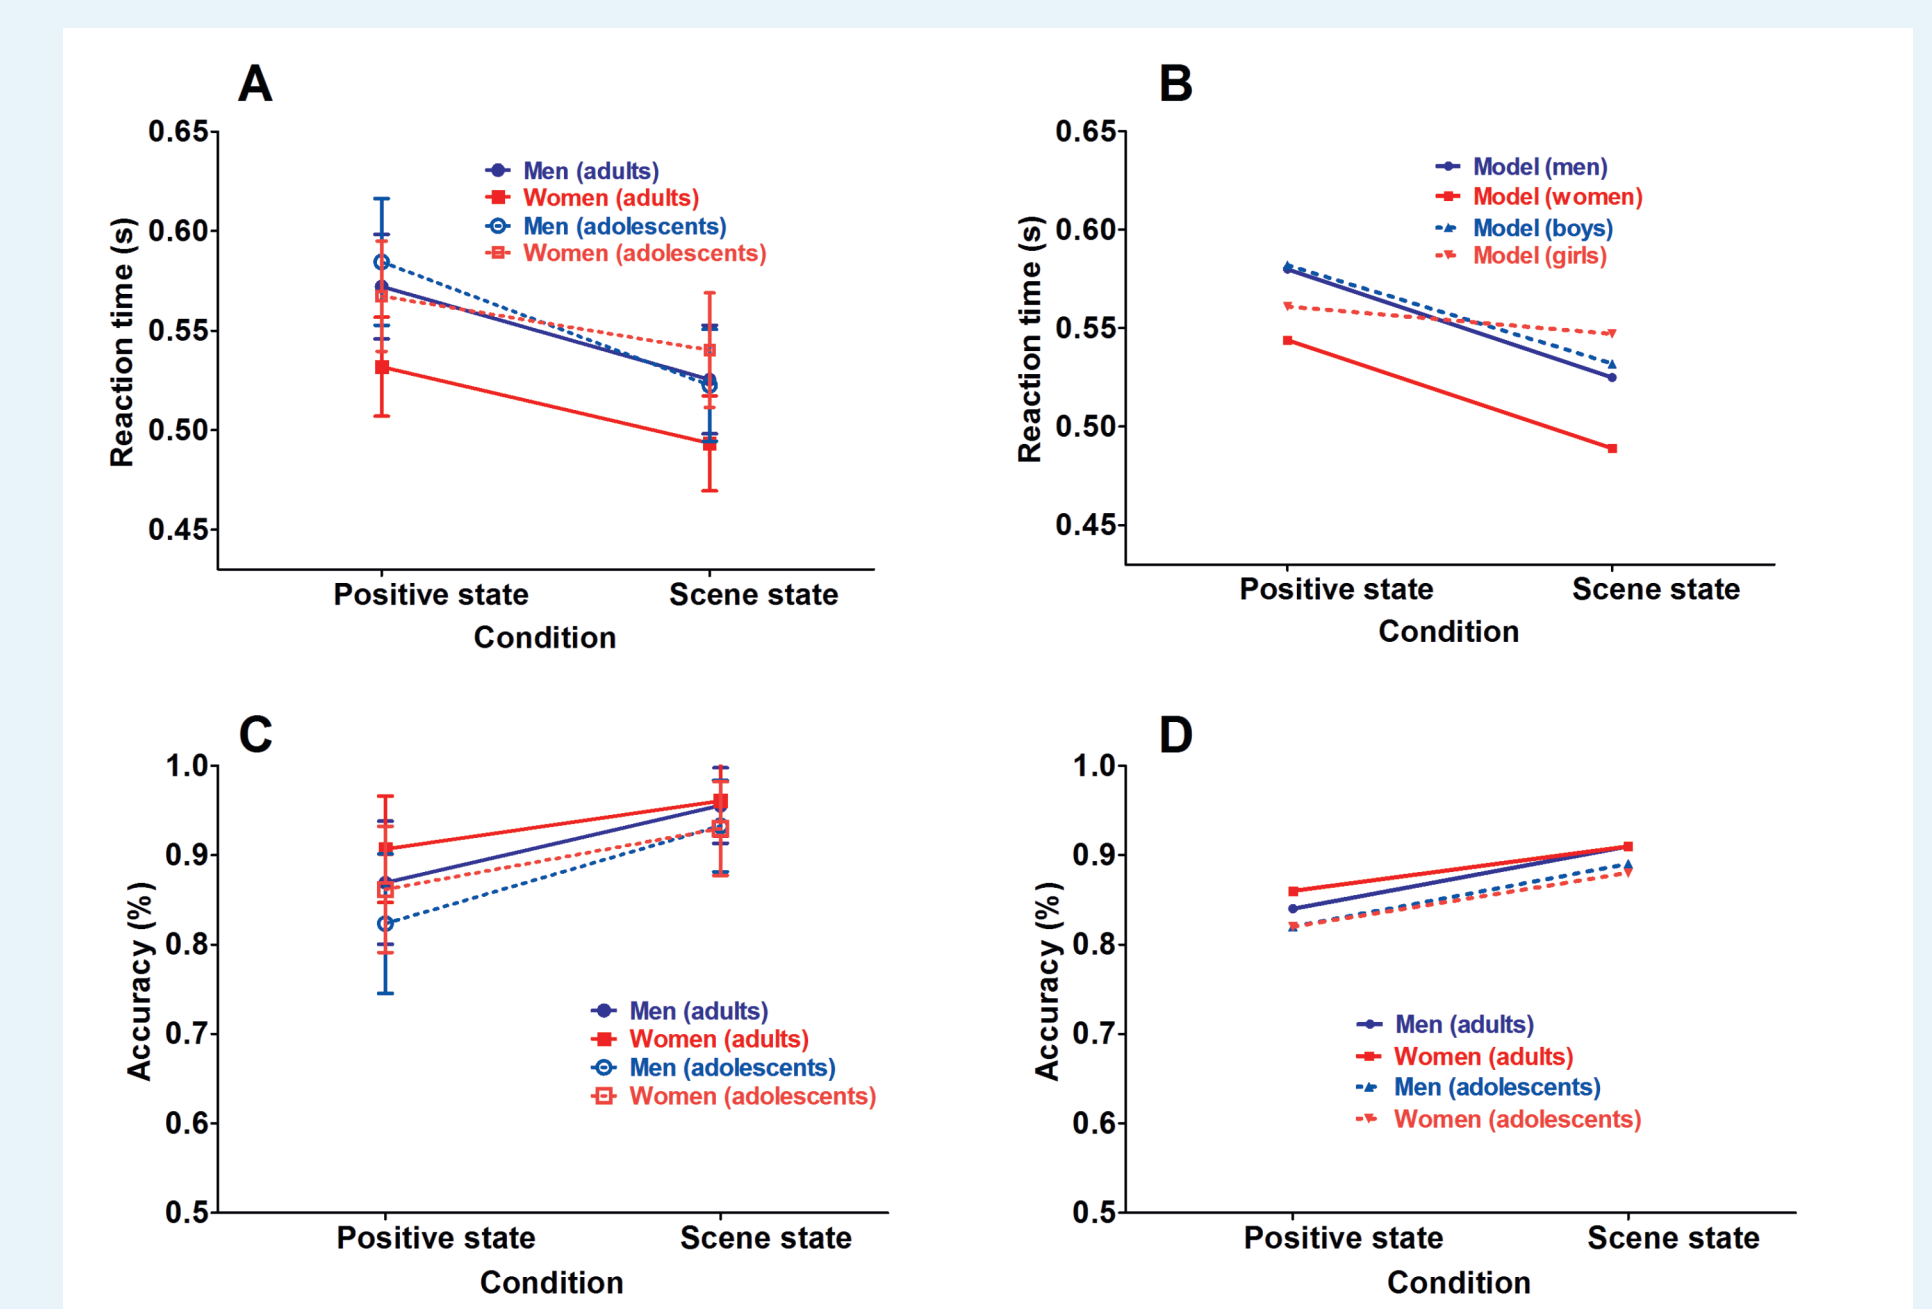 A
0.65
0.60
0.55
0.50
0.45
Reaction time (s)
Men (adults)
Women (adults)
Men (adolescents)
Women (adolescents)
Positive state
Scene state
Condition
B
0.65
0.60
0.55
0.50
0.45
Reaction time (s)
Model (men)
Model (women)
Model (boys)
Model (girls)
Positive state
Scene state
Condition
C
1.0
0.9
0.8
0.7
0.6
0.5
Accuracy (%)
Men (adults)
Women (adults)
Men (adolescents)
Women (adolescents)
Positive state
Scene state
Condition
D
1.0
0.9
0.8
0.7
0.6
0.5
Accuracy (%)
Men (adults)
Women (adults)
Men (adolescents)
Women (adolescents)
Positive state
Scene state
Condition